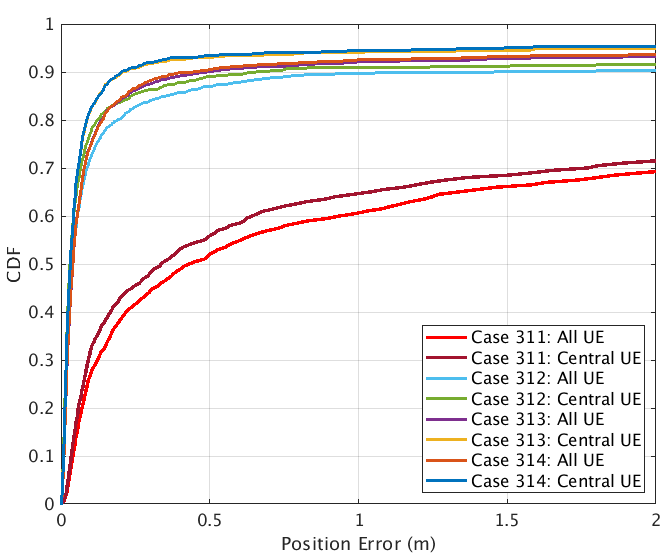 1
0.9
0.8
0.7
0.6
0.5
0.4
0.3
0.2
0.1
0
CDF
Case 311: All UE
Case 311: Central UE
Case 312: All UE
Case 312: Central UE
Case 313: All UE
Case 313: Central UE
Case 314: All UE
Case 314: Central UE
0 0.5 1 1.5 2
Position Error (m)